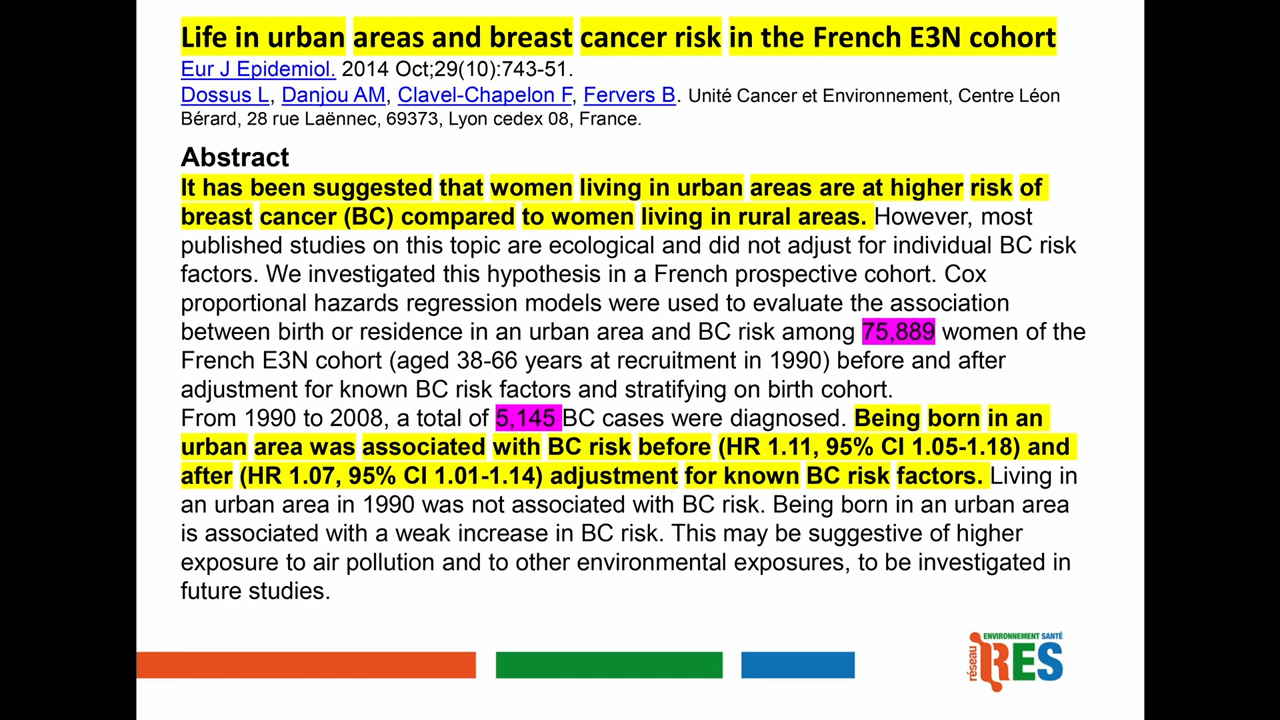 Life in urban areas and breast cancer risk in the French E3N cohort
Eur J Epidemiol. 2014 Oct;29(10):743-51.
Dossus L, Danjou AM, Clavel-Chapelon F, Fervers B. Unité Cancer et Environnement, Centre Léon
Bérard, 28 rue Laënnec, 69373, Lyon cedex 08, France.
Abstract
It has been suggested that women living in urban areas are at higher risk of
breast cancer (BC) compared to women living in rural areas. However, most
published studies on this topic are ecological and did not adjust for individual BC risk
factors. We investigated this hypothesis in a French prospective cohort. Cox
proportional hazards regression models were used to evaluate the association
between birth or residence in an urban area and BC risk among 75,889 women of the
French E3N cohort (aged 38-66 years at recruitment in 1990) before and after
adjustment for known BC risk factors and stratifying on birth cohort.
From 1990 to 2008, a total of 5,145 BC cases were diagnosed. Being born in an
urban area was associated with BC risk before (HR 1.11, 95% CI 1.05-1.18) and
after (HR 1.07, 95% CI 1.01-1.14) adjustment for known BC risk factors. Living in
an urban area in 1990 was not associated with BC risk. Being born in an urban area
is associated with a weak increase in BC risk. This may be suggestive of higher
exposure to air pollution and to other environmental exposures, to be investigated in
future studies.
ENVIRONNEMENT SANTÉ
réseau RES